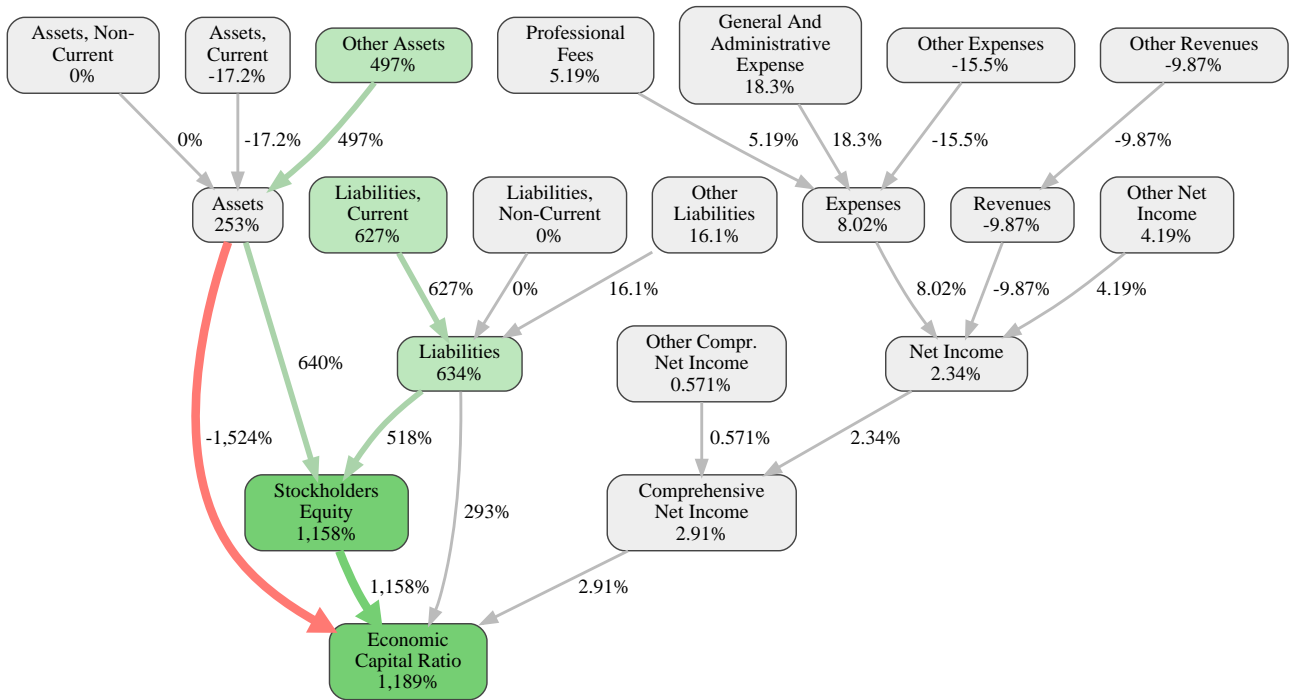 Assets, Non-
Current
0%
Assets,
Current
-17.2%
Other Assets
497%
Professional
Fees
5.19%
General And
Administrative
Expense
18.3%
Other Expenses
-15.5%
Other Revenues
-9.87%
0%
-17.2%
497%
5.19%
18.3%
-15.5%
-9.87%
Assets
253%
Liabilities,
Current
627%
Liabilities,
Non-Current
0%
Other
Liabilities
16.1%
Expenses
8.02%
Revenues
-9.87%
Other Net
Income
4.19%
627%
0%
16.1%
8.02%
-9.87%
4.19%
640%
Liabilities
634%
Other Compr.
Net Income
0.571%
Net Income
2.34%
-1,524%
518%
0.571%
2.34%
Stockholders
Equity
1,158%
293%
Comprehensive
Net Income
2.91%
1,158%
2.91%
Economic
Capital Ratio
1,189%